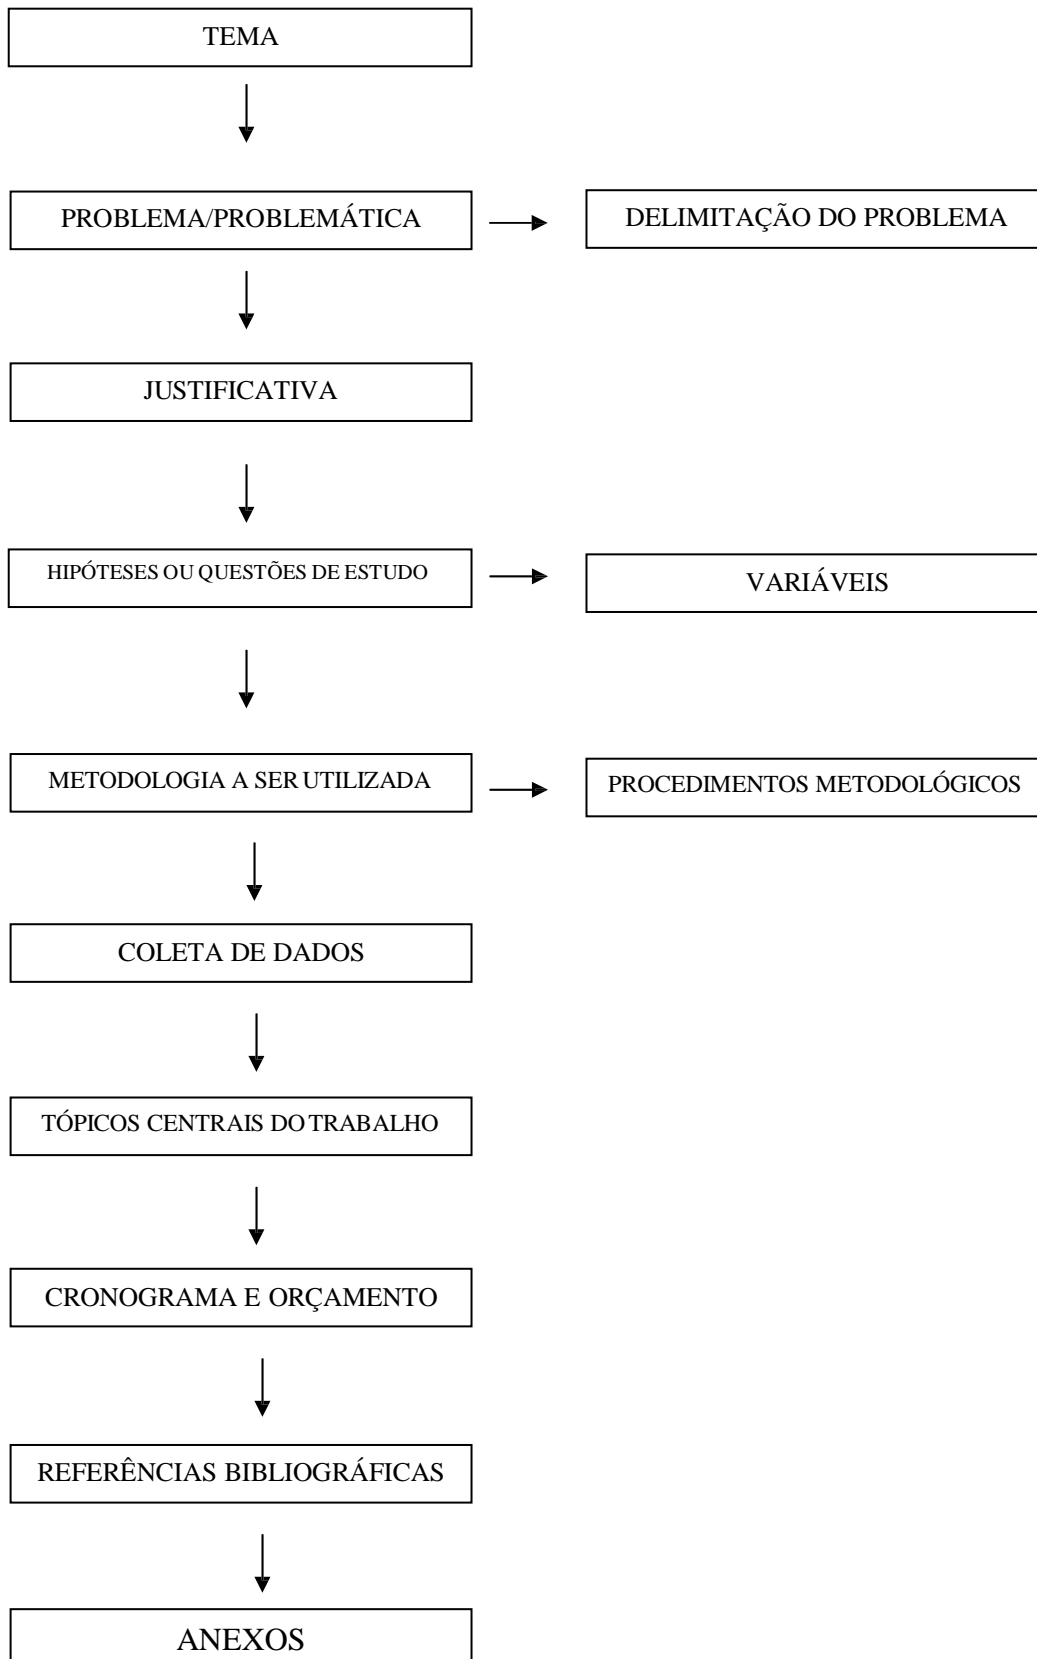 TEMA
PROBLEMA/PROBLEMÁTICA
DELIMITAÇÃO DO PROBLEMA
JUSTIFICATIVA
HIPÓTESES OU QUESTÕES DE ESTUDO
VARIÁVEIS
METODOLOGIA A SER UTILIZADA
PROCEDIMENTOS METODOLÓGICOS
COLETA DE DADOS
TÓPICOS CENTRAIS DO TRABALHO
CRONOGRAMA E ORÇAMENTO
REFERÊNCIAS BIBLIOGRÁFICAS
ANEXOS